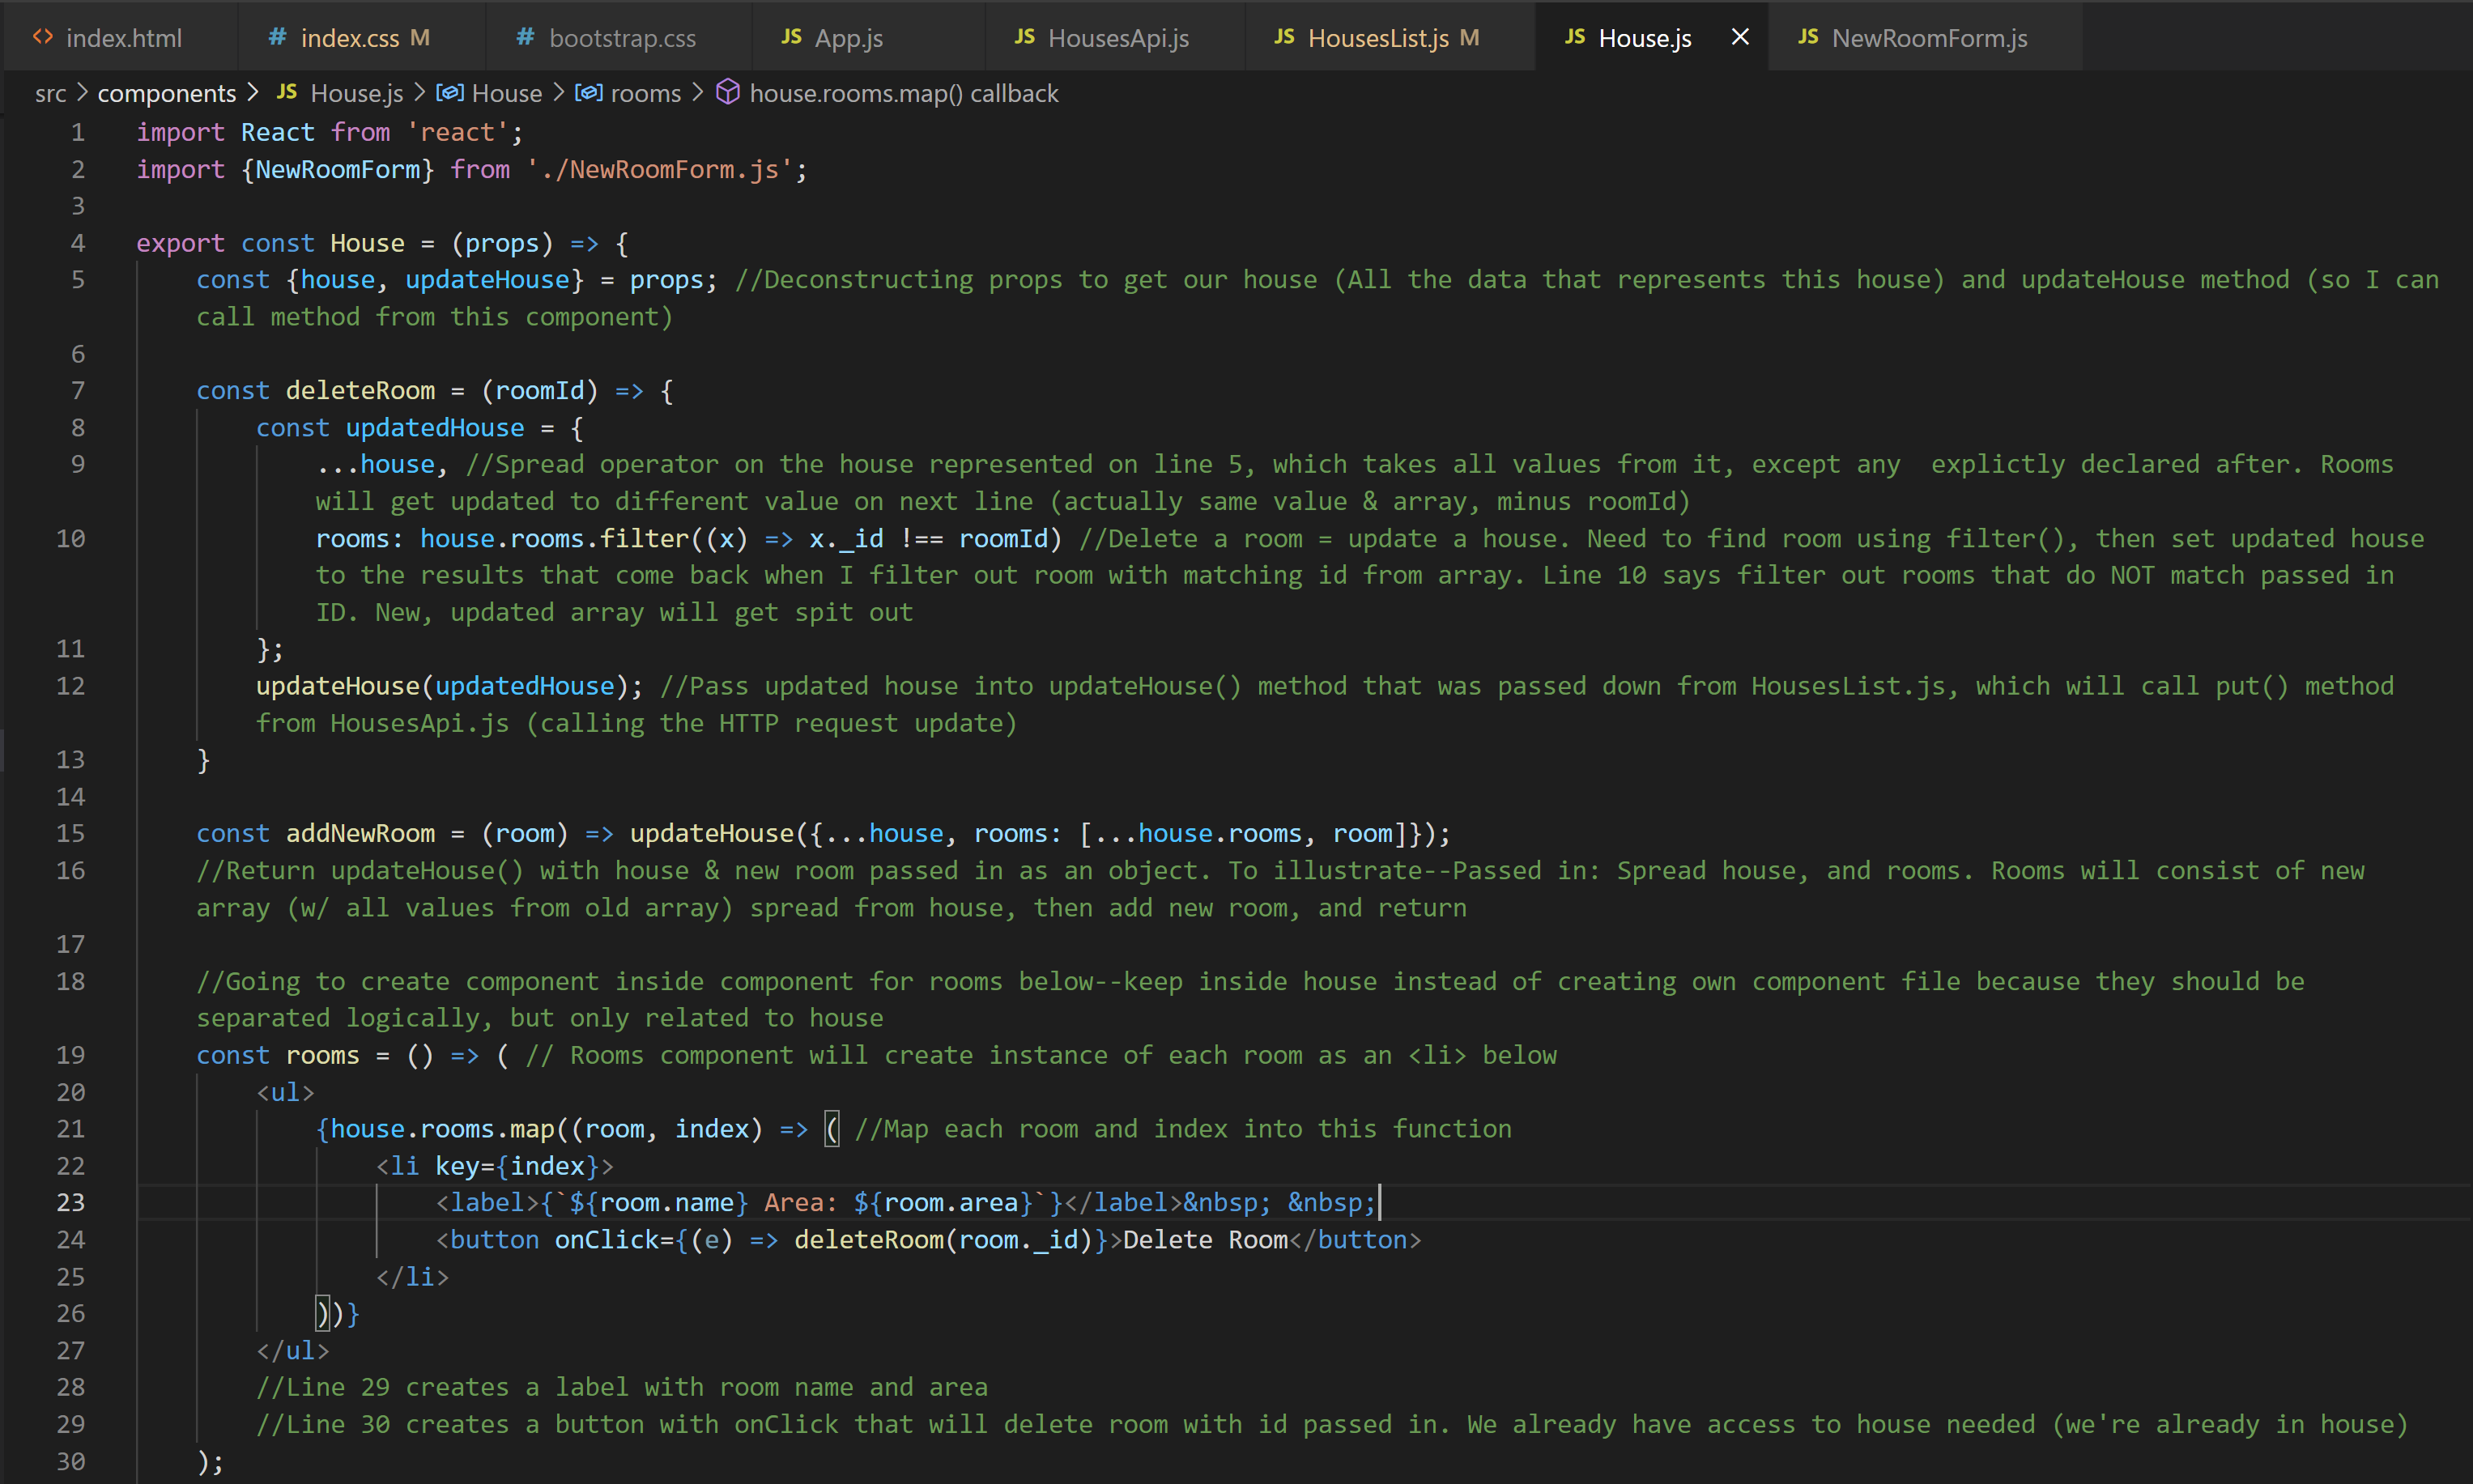 index.html
index.css M
bootstrap.css
App.js
HousesApi.js
HousesList.js M
House.js
NewRoomForm.js
src > components > JS House.js > House > rooms > house.rooms.map() callback
1 import React from 'react';
2 import {NewRoomForm} from './NewRoomForm.js';
3
4 export const House = (props) => {
5 const {house, updateHouse} = props; //Deconstructing props to get our house (All the data that represents this house) and updateHouse method (so I can
call method from this component)
6
7 const deleteRoom = (roomId) => {
8 const updatedHouse = {
9 ...house, //Spread operator on the house represented on line 5, which takes all values from it, except any  explictly declared after. Rooms
will get updated to different value on next line (actually same value & array, minus roomId)
10 rooms: house.rooms.filter((x) => x._id !== roomId) //Delete a room = update a house. Need to find room using filter(), then set updated house
to the results that come back when I filter out room with matching id from array. Line 10 says filter out rooms that do NOT match passed in
ID. New, updated array will get spit out
11 };
12 updateHouse(updatedHouse); //Pass updated house into updateHouse() method that was passed down from HousesList.js, which will call put() method
from HousesApi.js (calling the HTTP request update)
13 }
14
15 const addNewRoom = (room) => updateHouse({...house, rooms: [...house.rooms, room]});
16 //Return updateHouse() with house & new room passed in as an object. To illustrate--Passed in: Spread house, and rooms. Rooms will consist of new
array (w/ all values from old array) spread from house, then add new room, and return
17
18 //Going to create component inside component for rooms below--keep inside house instead of creating own component file because they should be
separated logically, but only related to house
19 const rooms = () => ( // Rooms component will create instance of each room as an <li> below
20 <ul>
21 {house.rooms.map((room, index) => ( //Map each room and index into this function
22 <li key={index}>
23 <label>{`${room.name} Area: ${room.area}`}</label>&nbsp; &nbsp;
24 <button onClick={(e) => deleteRoom(room._id)}>Delete Room</button>
25 </li>
26 ))}
27 </ul>
28 //Line 29 creates a label with room name and area
29 //Line 30 creates a button with onClick that will delete room with id passed in. We already have access to house needed (we're already in house)
30 );